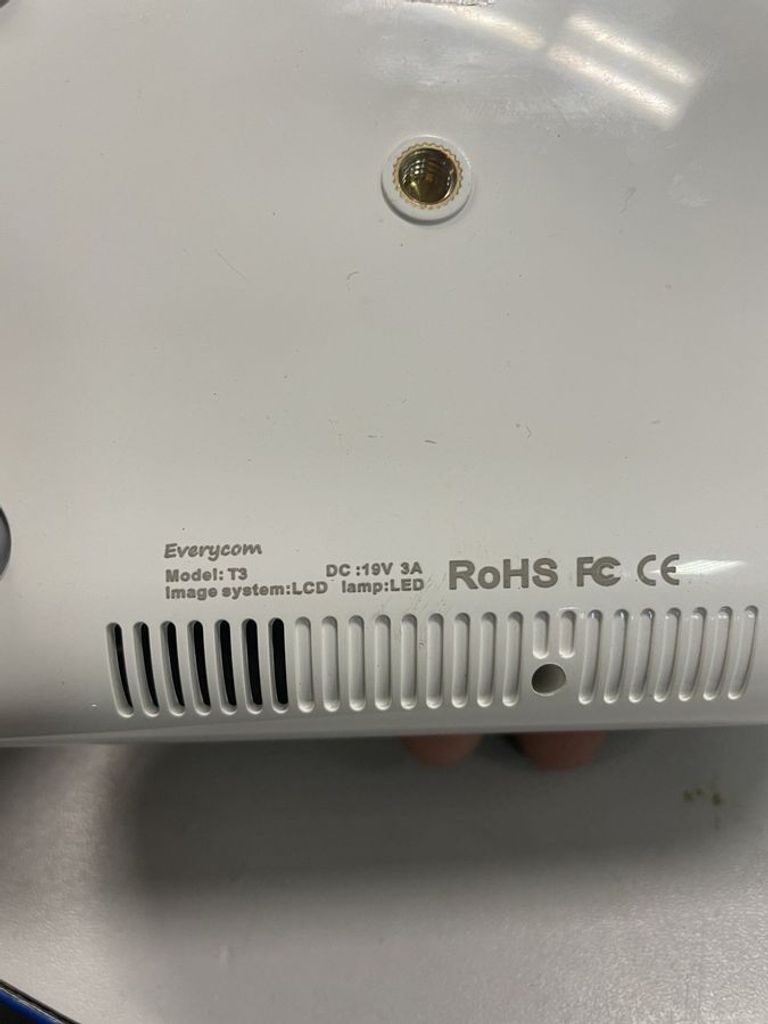 Everycom
Model: T3 DC :19V 3A
Image system:LCD lamp:LED
RoHS FC CE